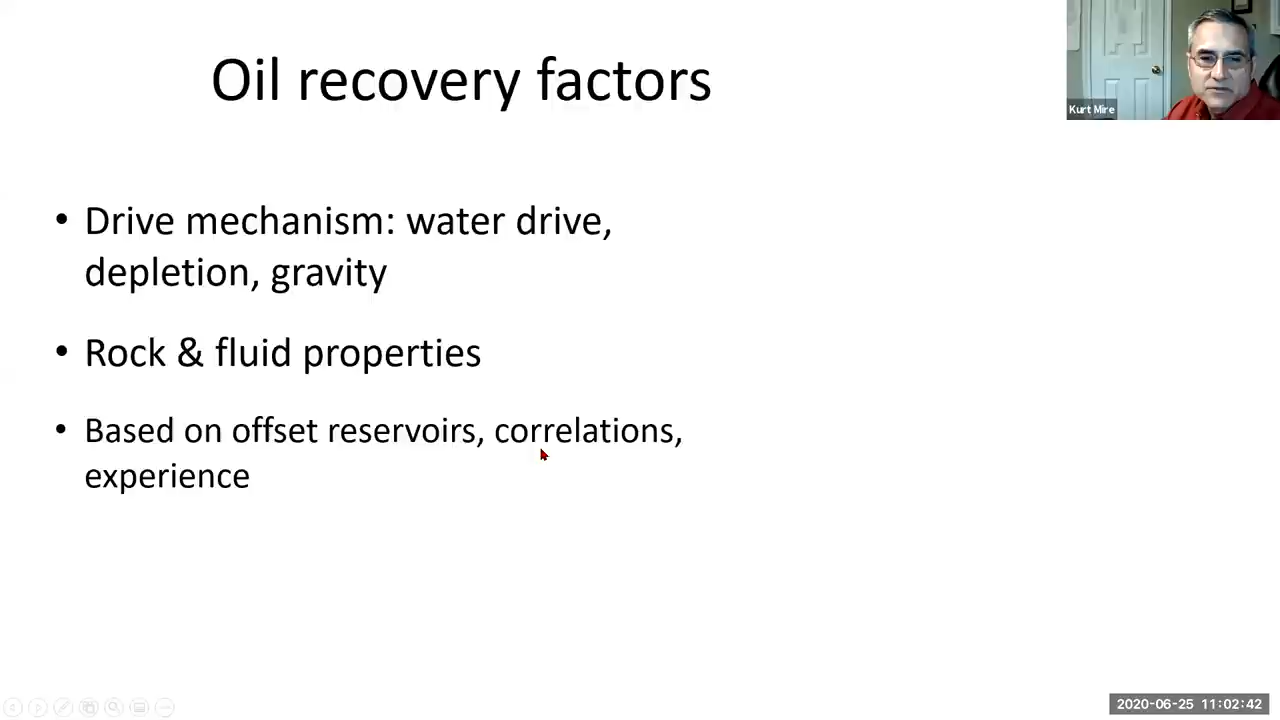 Oil recovery factors
Kurt Mire
• Drive mechanism: water drive,
depletion, gravity
• Rock & fluid properties
• Based on offset reservoirs, correlations,
experience
2020-06-25 11:02:42